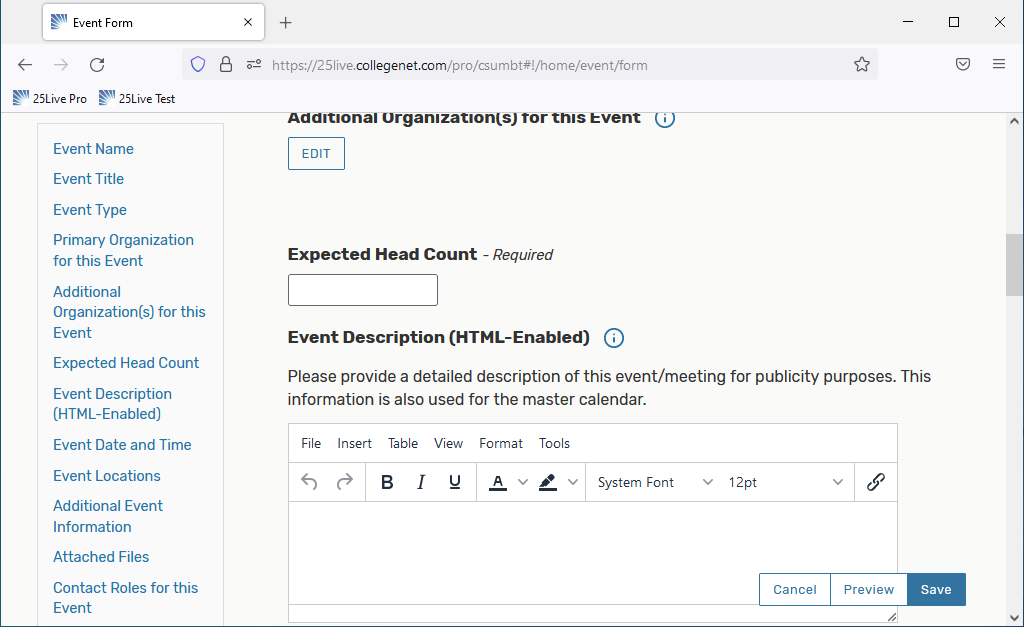 Event Form
https://25live.collegenet.com/pro/csumbt#!/home/event/form
25Live Pro 25Live Test
Event Name
Event Title
Event Type
Primary Organization
for this Event
Additional
Organization(s) for this
Event
Expected Head Count
Event Description
(HTML-Enabled)
Event Date and Time
Event Locations
Additional Event
Information
Attached Files
Contact Roles for this
Event
Additional Organization(s) for this Event
EDIT
Expected Head Count - Required
Event Description (HTML-Enabled)
Please provide a detailed description of this event/meeting for publicity purposes. This
information is also used for the master calendar.
File Insert Table View Format Tools
B I U A System Font 12pt
Cancel Preview Save